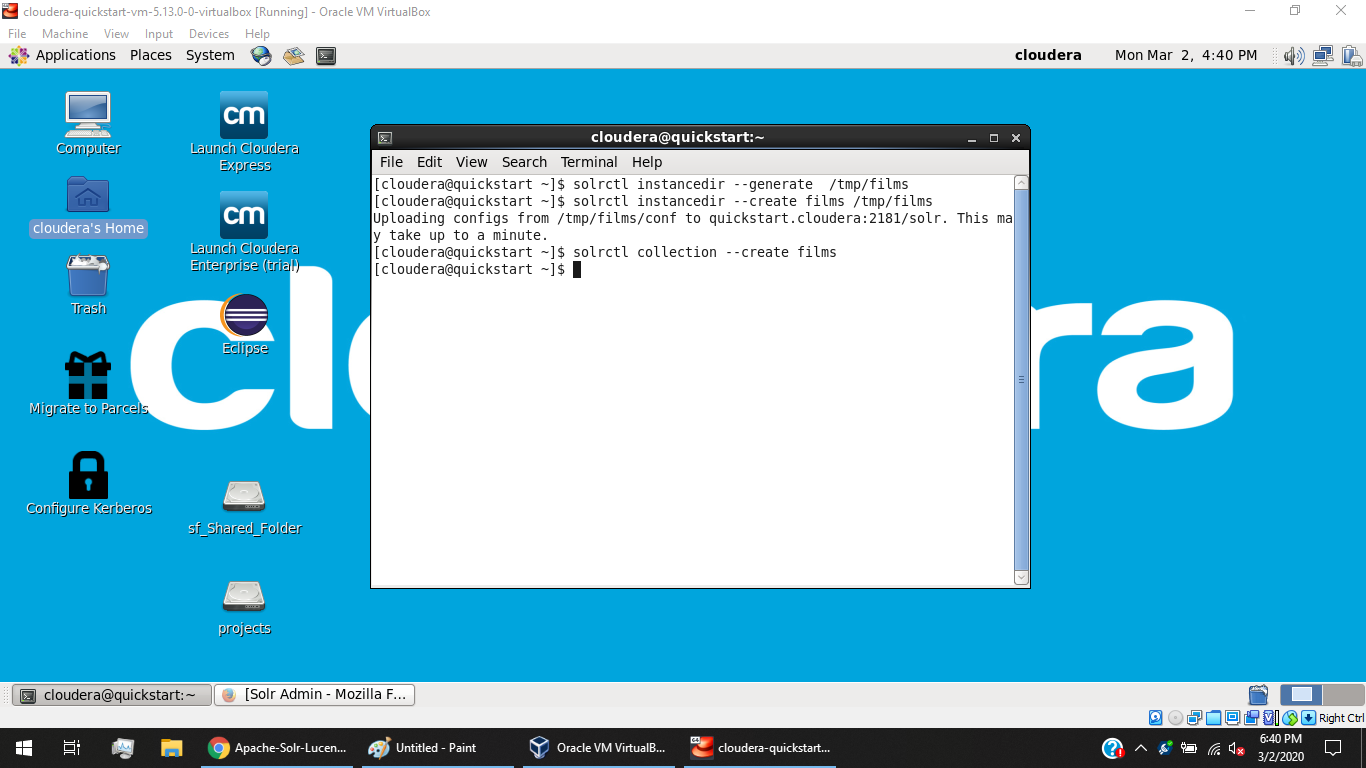 cloudera-quickstart-vm-5.13.0-0-virtualbox [Running] - Oracle VM VirtualBox
File Machine View Input Devices Help
Applications Places System cloudera Mon Mar 2, 4:40 PM
Computer
cloudera's Home
Trash
Migrate to Parcels
Configure Kerberos
cm
Launch Cloudera
Express
cm
Launch Cloudera
Enterprise (trial)
Eclipse
sf_Shared_Folder
projects
cloudera@quickstart:~
File Edit View Search Terminal Help
[cloudera@quickstart ~]$ solrctl instancedir --generate  /tmp/films
[cloudera@quickstart ~]$ solrctl instancedir --create films /tmp/films
Uploading configs from /tmp/films/conf to quickstart.cloudera:2181/solr. This ma
y take up to a minute.
[cloudera@quickstart ~]$ solrctl collection --create films
[cloudera@quickstart ~]$
cloudera@quickstart:~ [Solr Admin - Mozilla F...
Right Ctrl
Apache-Solr-Lucen... Untitled - Paint Oracle VM VirtualB... cloudera-quickstart...
6:40 PM
3/2/2020